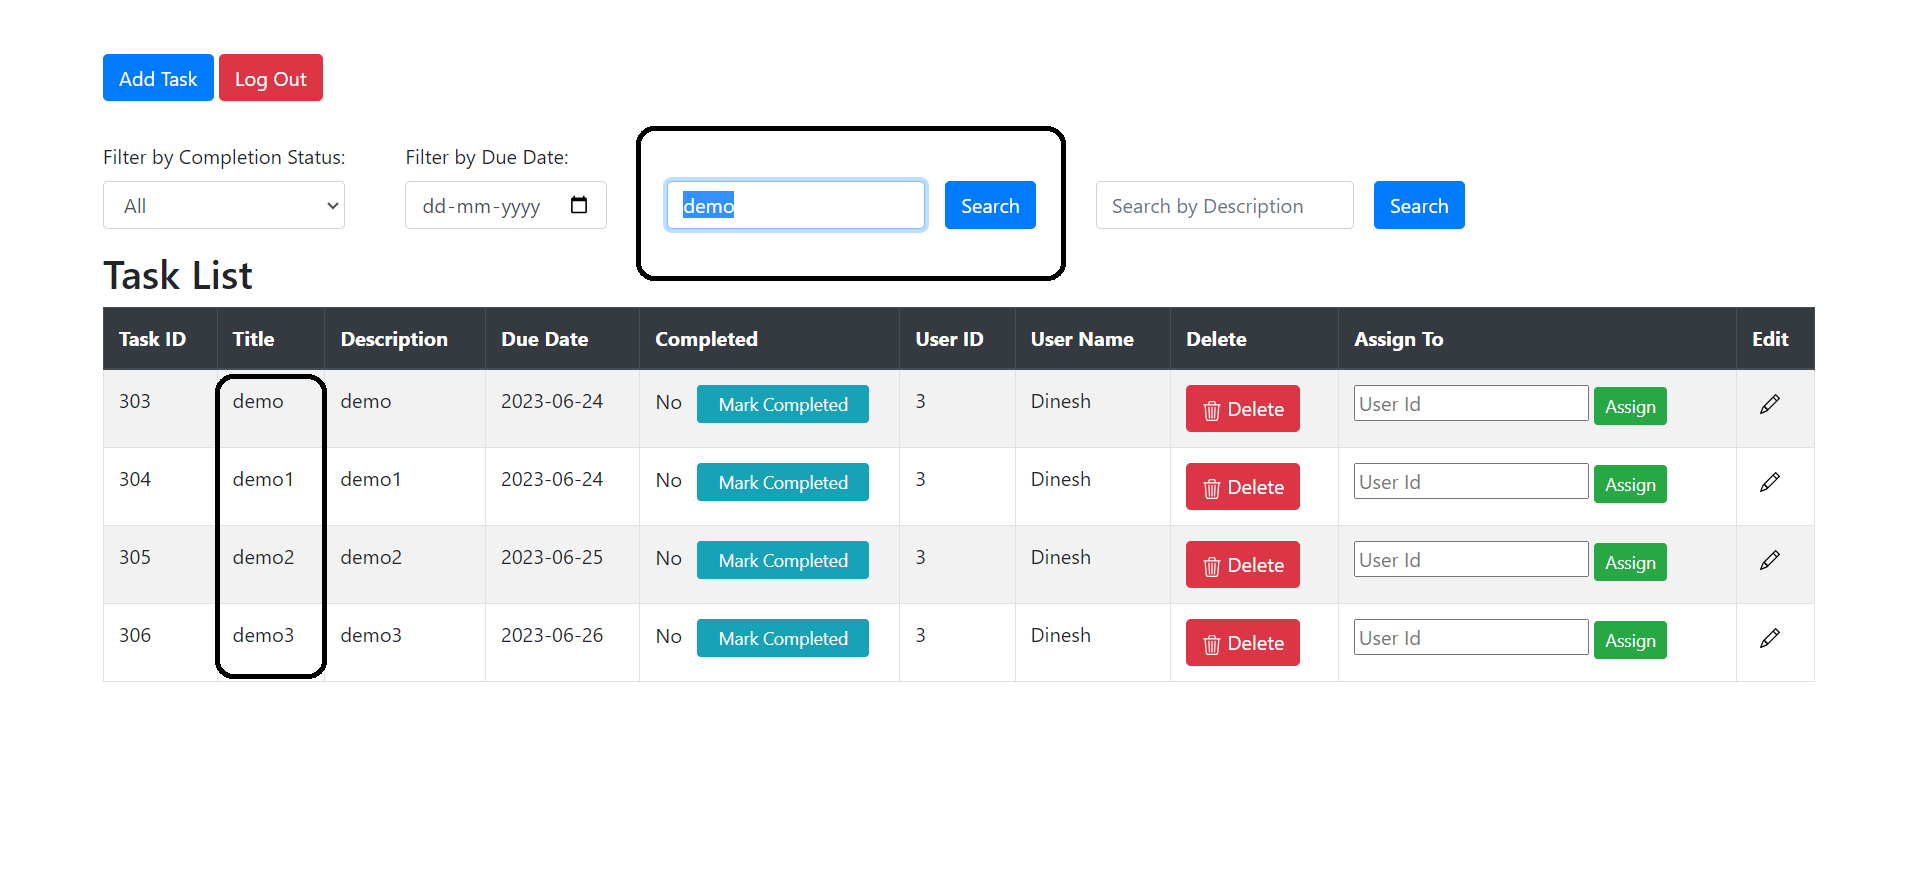 Add Task Log Out
Filter by Completion Status: Filter by Due Date:
All dd-mm-yyyy demo Search Search by Description Search
Task List
Task ID Title Description Due Date Completed User ID User Name Delete Assign To Edit
303 demo demo 2023-06-24 No Mark Completed 3 Dinesh Delete User Id Assign
304 demo1 demo1 2023-06-24 No Mark Completed 3 Dinesh Delete User Id Assign
305 demo2 demo2 2023-06-25 No Mark Completed 3 Dinesh Delete User Id Assign
306 demo3 demo3 2023-06-26 No Mark Completed 3 Dinesh Delete User Id Assign